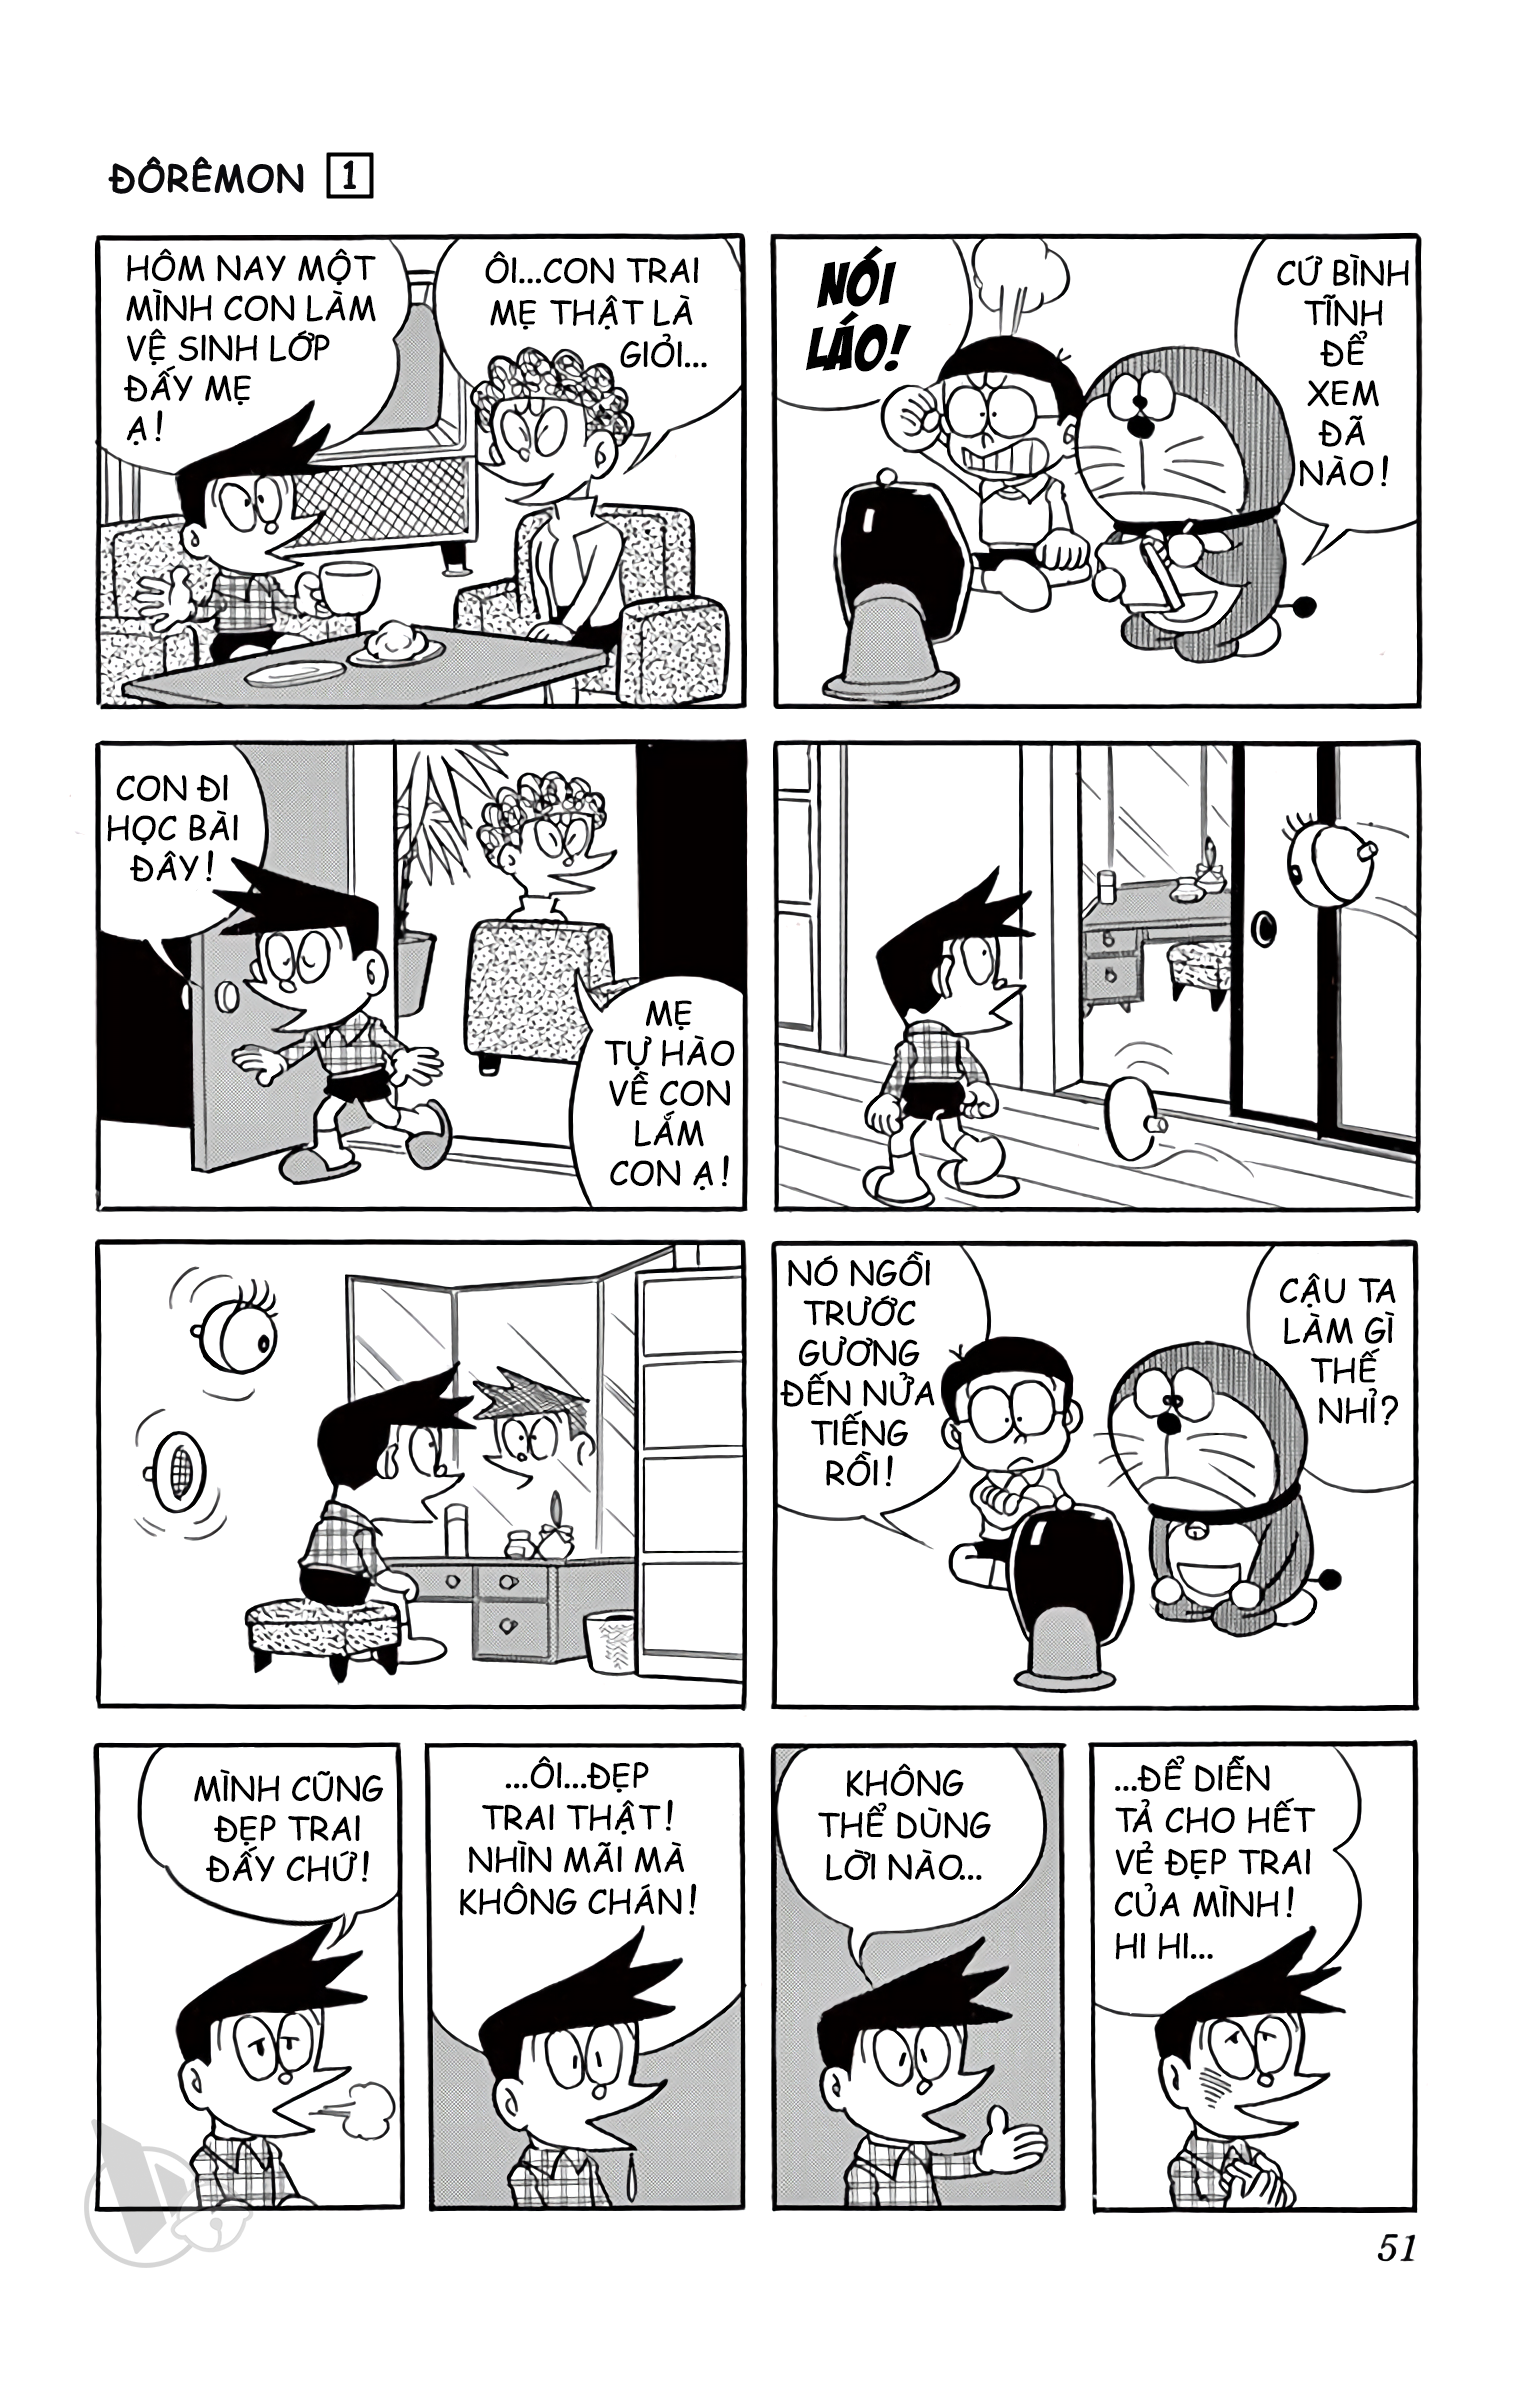 ĐÔRÊMON 1
HÔM NAY MỘT
MÌNH CON LÀM
VỆ SINH LỚP
ĐẤY MẸ
Ạ!
ÔI...CON TRAI
MẸ THẬT LÀ
GIỎI...
NÓI
LÁO!
CỨ BÌNH
TĨNH
ĐỂ
XEM
ĐÃ
NÀO!
CON ĐI
HỌC BÀI
ĐÂY!
MẸ
TỰ HÀO
VỀ CON
LẮM
CON Ạ!
NÓ NGỒI
TRƯỚC
GƯƠNG
ĐẾN NỬA
TIẾNG
RỒI!
CẬU TA
LÀM GÌ
THẾ
NHỈ?
MÌNH CŨNG
ĐẸP TRAI
ĐẤY CHỨ!
...ÔI...ĐẸP
TRAI THẬT!
NHÌN MÃI MÀ
KHÔNG CHÁN!
KHÔNG
THỂ DÙNG
LỜI NÀO...
...ĐỂ DIỄN
TẢ CHO HẾT
VẺ ĐẸP TRAI
CỦA MÌNH!
HI HI...
51